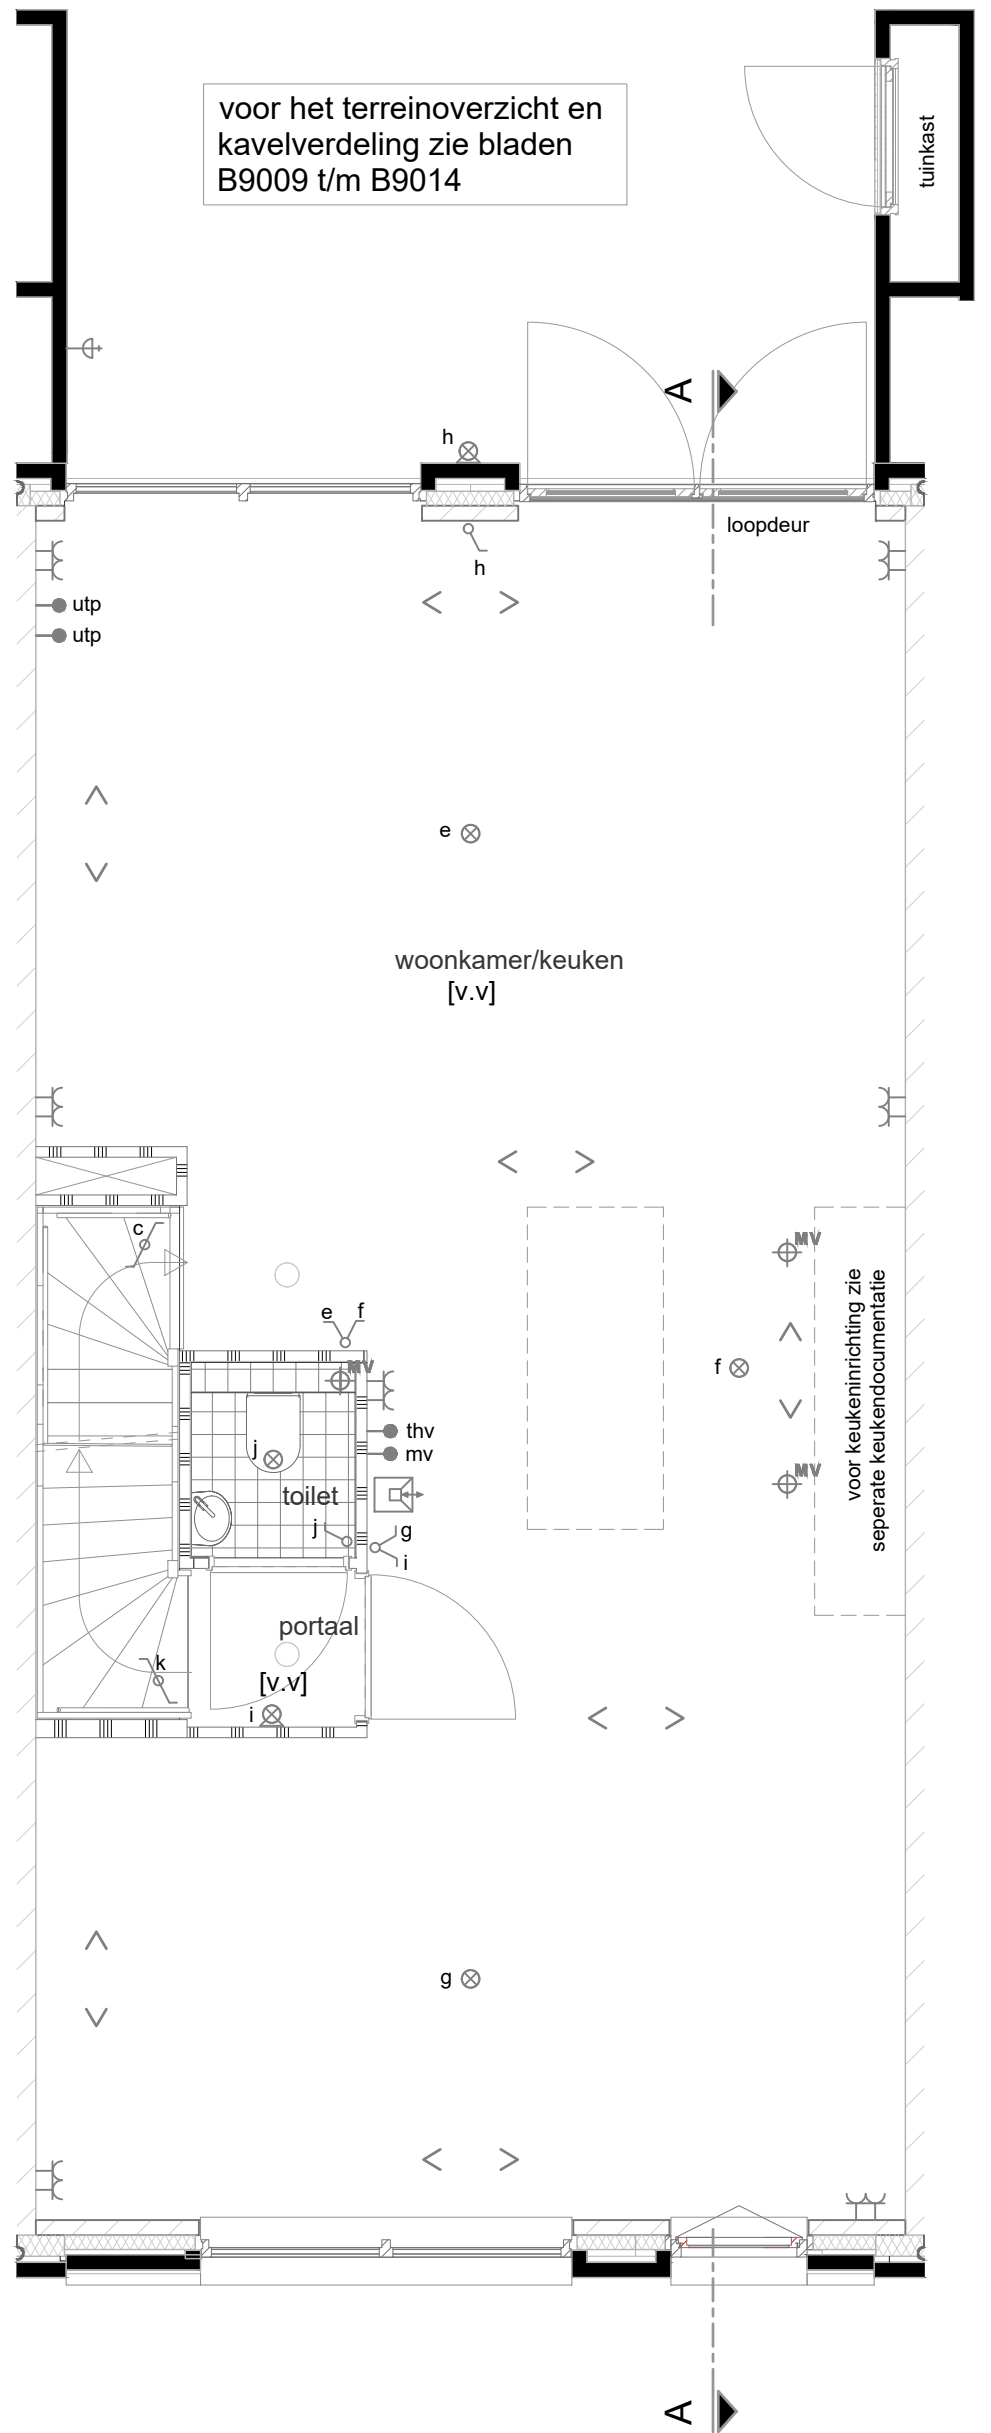 voor het terreinoverzicht en
kavelverdeling zie bladen
B9009 t/m B9014
tuinkast
A
h
loopdeur
h
utp
utp
e
woonkamer/keuken
[v.v]
c
MV
e f
voor keukeninrichting zie
seperate keukendocumentatie
MV
f
thv
j
mv
MV
toilet
j
g
i
portaal
k
[v.v]
i
g
A